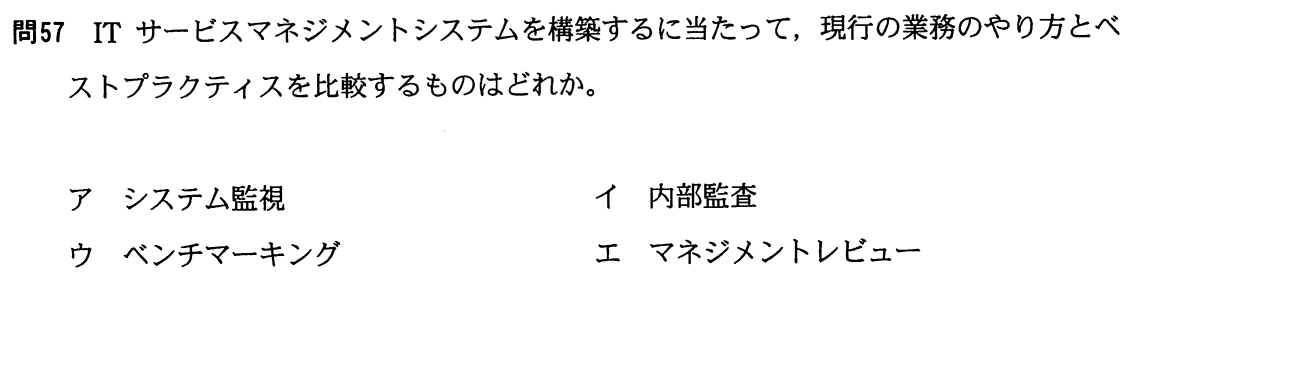 問57 IT サービスマネジメントシステムを構築するに当たって，現行の業務のやり方とベ
ストプラクティスを比較するものはどれか。
ア システム監視 イ 内部監査
ウ ベンチマーキング エ マネジメントレビュー